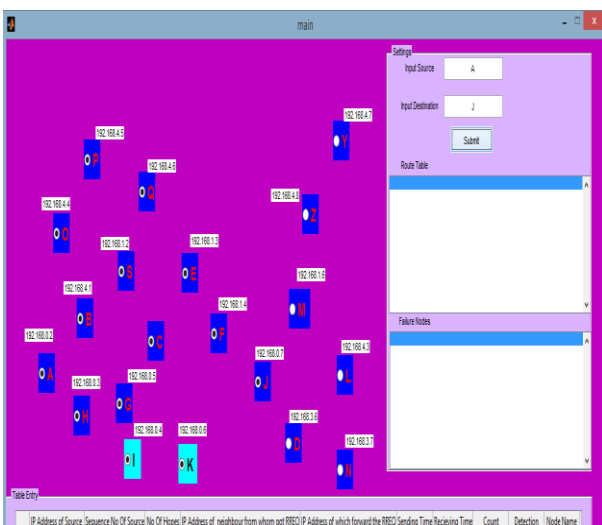 main
Settings
Input Source
A
Input Destination
J
Submit
Route Table
Failure Nodes
192.168.4.7
Y
192.168.4.5
P
192.168.4.6
Q
192.168.4.8
Z
192.168.4.4
O
192.168.1.2
S
192.168.1.3
E
192.168.1.6
M
192.168.4.1
B
192.168.1.4
F
C
192.168.0.2
A
192.168.0.7
J
192.168.4.3
L
192.168.0.3
H
192.168.0.5
G
192.168.0.4
I
192.168.0.6
K
192.168.3.6
D
192.168.3.7
N
Table Entry
IP Address of Source
Sequence No Of Source
No Of Hopes
IP Address of neighbour from whom got RREQ
IP Address of which forward the RREQ
Sending Time
Recieving Time
Count
Detection
Node Name